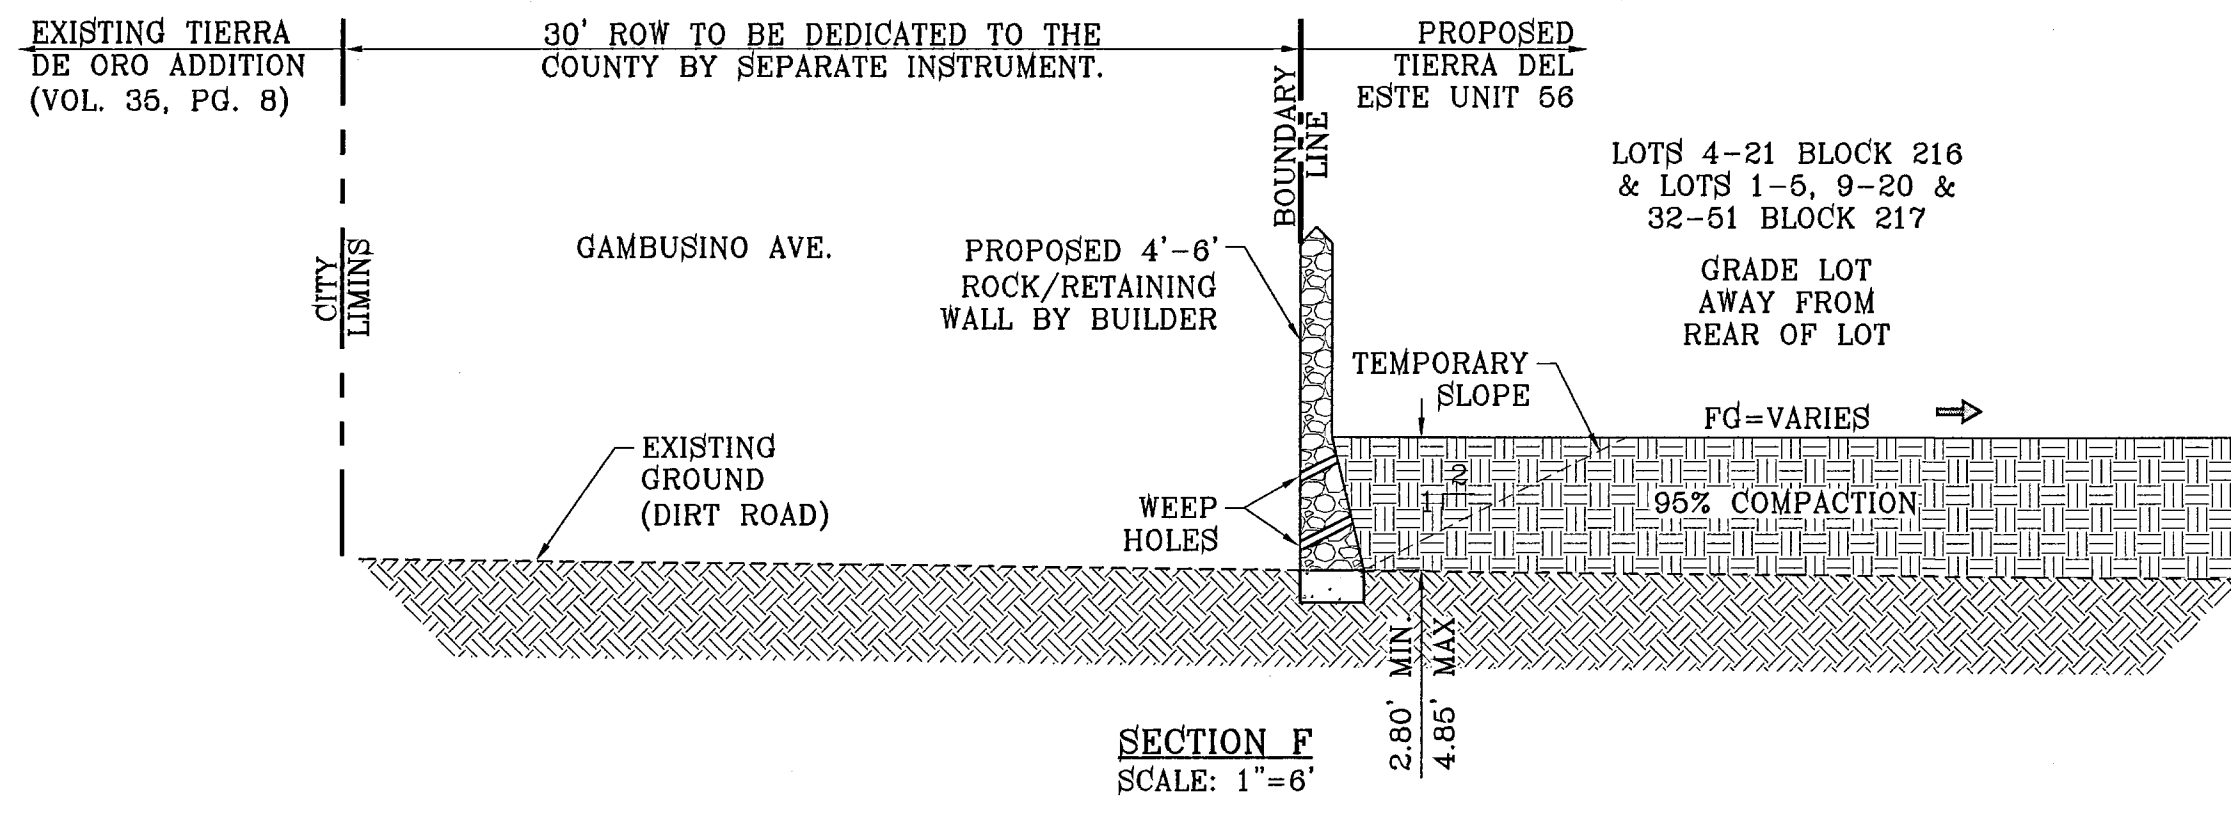 EXISTING TIERRA
DE ORO ADDITION
(VOL. 35, PG. 8)
30' ROW TO BE DEDICATED TO THE
COUNTY BY SEPARATE INSTRUMENT.
PROPOSED
TIERRA DEL
ESTE UNIT 56
BOUNDARY
LINE
LOTS 4-21 BLOCK 216
& LOTS 1-5, 9-20 &
32-51 BLOCK 217
GRADE LOT
AWAY FROM
REAR OF LOT
CITY
LIMINS
GAMBUSINO AVE.
PROPOSED 4'-6'
ROCK/RETAINING
WALL BY BUILDER
TEMPORARY
SLOPE
FG=VARIES
EXISTING
GROUND
(DIRT ROAD)
WEEP
HOLES
1
2
95% COMPACTION
2.80' MIN.
4.85' MAX
SECTION F
SCALE: 1"=6'